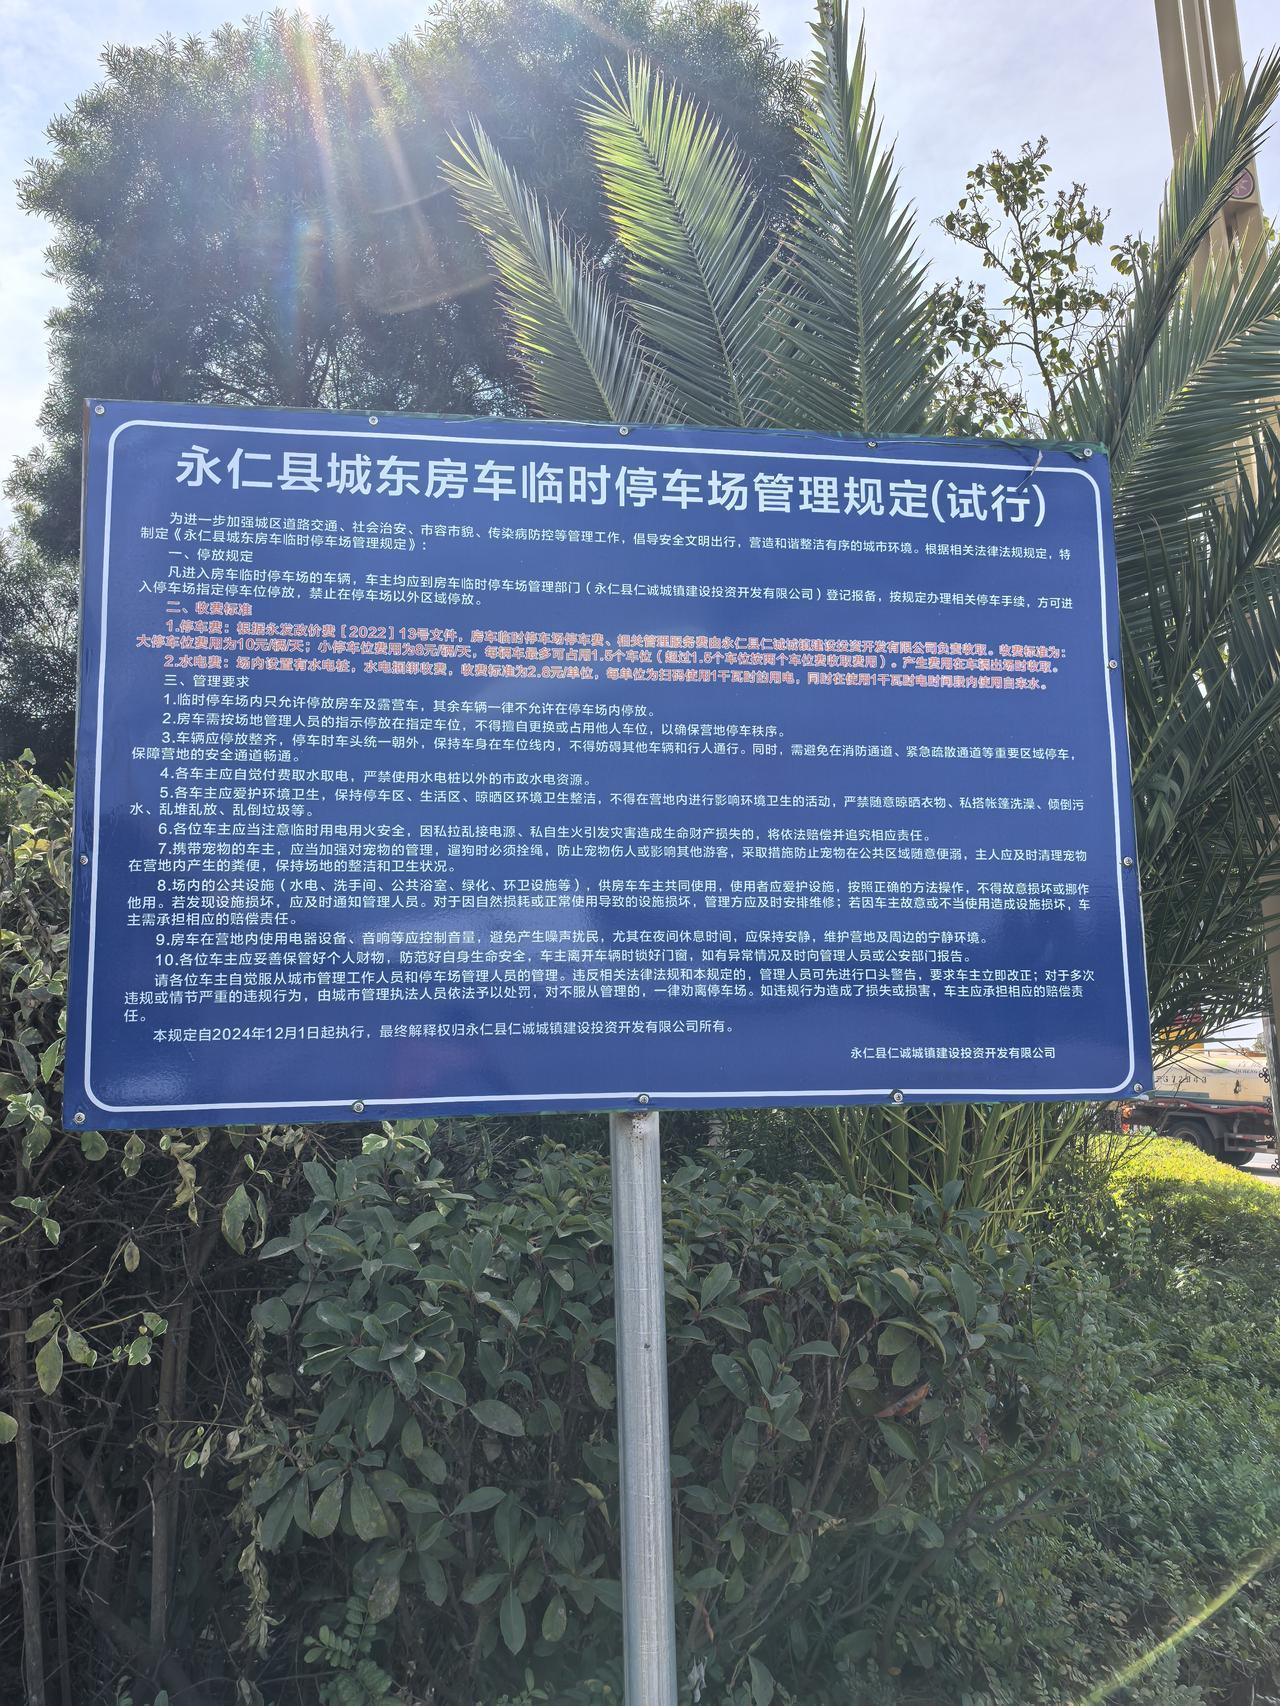 永仁县城东房车临时停车场管理规定(试行)
为进一步加强城区道路交通、社会治安、市容市貌、传染病防控等管理工作，倡导安全文明出行，营造和谐整洁有序的城市环境。根据相关法律法规规定，特
制定《永仁县城东房车临时停车场管理规定》：
一、停放规定
凡进入房车临时停车场的车辆，车主均应到房车临时停车场管理部门（永仁县仁诚城镇建设投资开发有限公司）登记报备，按规定办理相关停车手续，方可进
入停车场指定停车位停放，禁止在停车场以外区域停放。
二、收费标准
1.停车费：根据永发改价费［2022］13号文件，房车临时停车场停车费、相关管理服务费由永仁县仁诚城镇建设投资开发有限公司负责收取。收费标准为：
大停车位费用为10元/辆/天；小停车位费用为8元/辆/天，每辆车最多可占用1.5个车位（超过1.5个车位按两个车位费收取费用）。产生费用在车辆出场时收取。
2.水电费：场内设置有水电桩，水电捆绑收费，收费标准为2.8元/单位，每单位为扫码使用1千瓦时的用电，同时在使用1千瓦时电时间段内使用自来水。
三、管理要求
1.临时停车场内只允许停放房车及露营车，其余车辆一律不允许在停车场内停放。
2.房车需按场地管理人员的指示停放在指定车位，不得擅自更换或占用他人车位，以确保营地停车秩序。
3.车辆应停放整齐，停车时车头统一朝外，保持车身在车位线内，不得妨碍其他车辆和行人通行。同时，需避免在消防通道、紧急疏散通道等重要区域停车，
保障营地的安全通道畅通。
4.各车主应自觉付费取水取电，严禁使用水电桩以外的市政水电资源。
5.各车主应爱护环境卫生，保持停车区、生活区、晾晒区环境卫生整洁，不得在营地内进行影响环境卫生的活动，严禁随意晾晒衣物、私搭帐篷洗澡、倾倒污
水、乱堆乱放、乱倒垃圾等。
6.各位车主应当注意临时用电用火安全，因私拉乱接电源、私自生火引发灾害造成生命财产损失的，将依法赔偿并追究相应责任。
7.携带宠物的车主，应当加强对宠物的管理，遛狗时必须拴绳，防止宠物伤人或影响其他游客，采取措施防止宠物在公共区域随意便溺，主人应及时清理宠物
在营地内产生的粪便，保持场地的整洁和卫生状况。
8.场内的公共设施（水电、洗手间、公共浴室、绿化、环卫设施等），供房车车主共同使用，使用者应爱护设施，按照正确的方法操作，不得故意损坏或挪作
他用。若发现设施损坏，应及时通知管理人员。对于因自然损耗或正常使用导致的设施损坏，管理方应及时安排维修；若因车主故意或不当使用造成设施损坏，车
主需承担相应的赔偿责任。
9.房车在营地内使用电器设备、音响等应控制音量，避免产生噪声扰民，尤其在夜间休息时间，应保持安静，维护营地及周边的宁静环境。
10.各位车主应妥善保管好个人财物，防范好自身生命安全，车主离开车辆时锁好门窗，如有异常情况及时向管理人员或公安部门报告。
请各位车主自觉服从城市管理工作人员和停车场管理人员的管理。违反相关法律法规和本规定的，管理人员可先进行口头警告，要求车主立即改正；对于多次
违规或情节严重的违规行为，由城市管理执法人员依法予以处罚，对不服从管理的，一律劝离停车场。如违规行为造成了损失或损害，车主应承担相应的赔偿责
任。
本规定自2024年12月1日起执行，最终解释权归永仁县仁诚城镇建设投资开发有限公司所有。
永仁县仁诚城镇建设投资开发有限公司